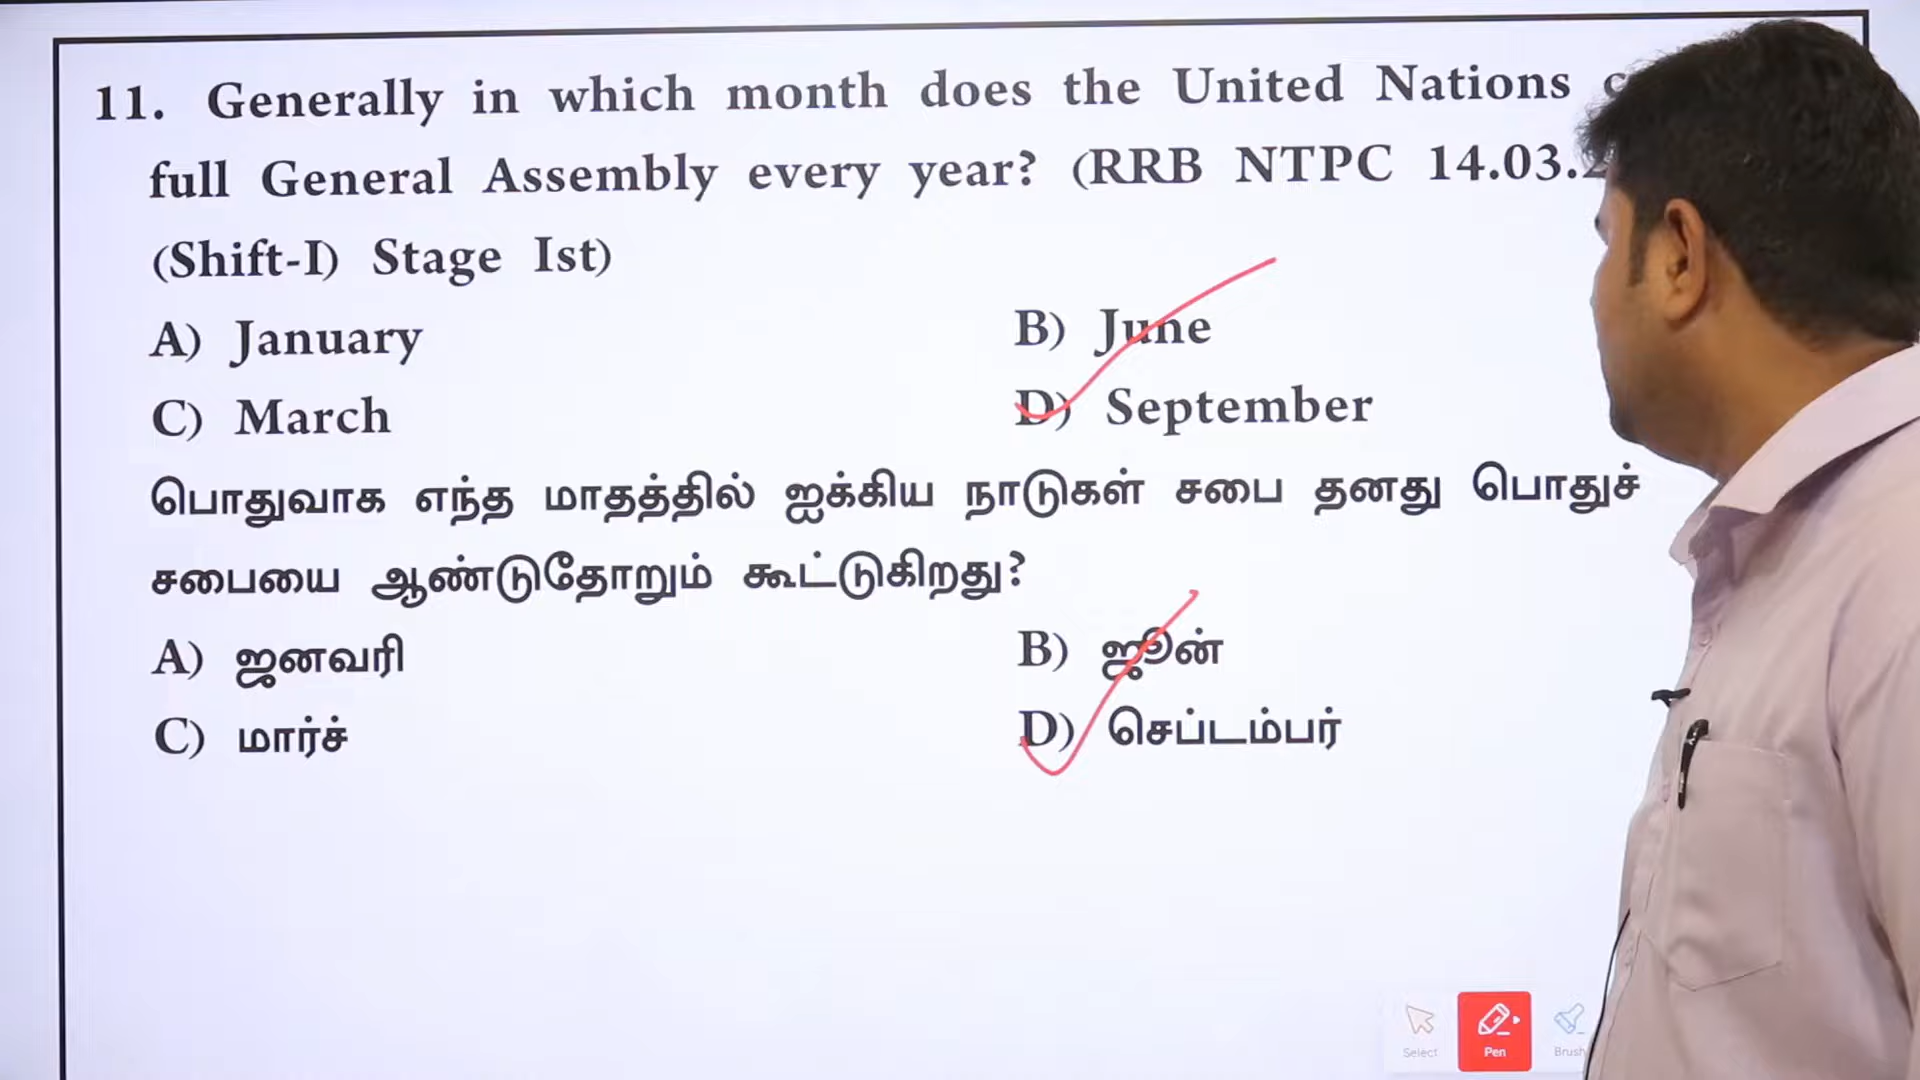 11. Generally in which month does the United Nations
full General Assembly every year? (RRB NTPC 14.03.
(Shift-I) Stage Ist)
A) January
B) June
C) March
D) September
பொதுவாக எந்த மாதத்தில் ஐக்கிய நாடுகள் சபை தனது பொதுச்
சபையை ஆண்டுதோறும் கூட்டுகிறது?
A) ஜனவரி
B) ஜூன்
C) மார்ச்
D) செப்டம்பர்
Select
Pen
Brush